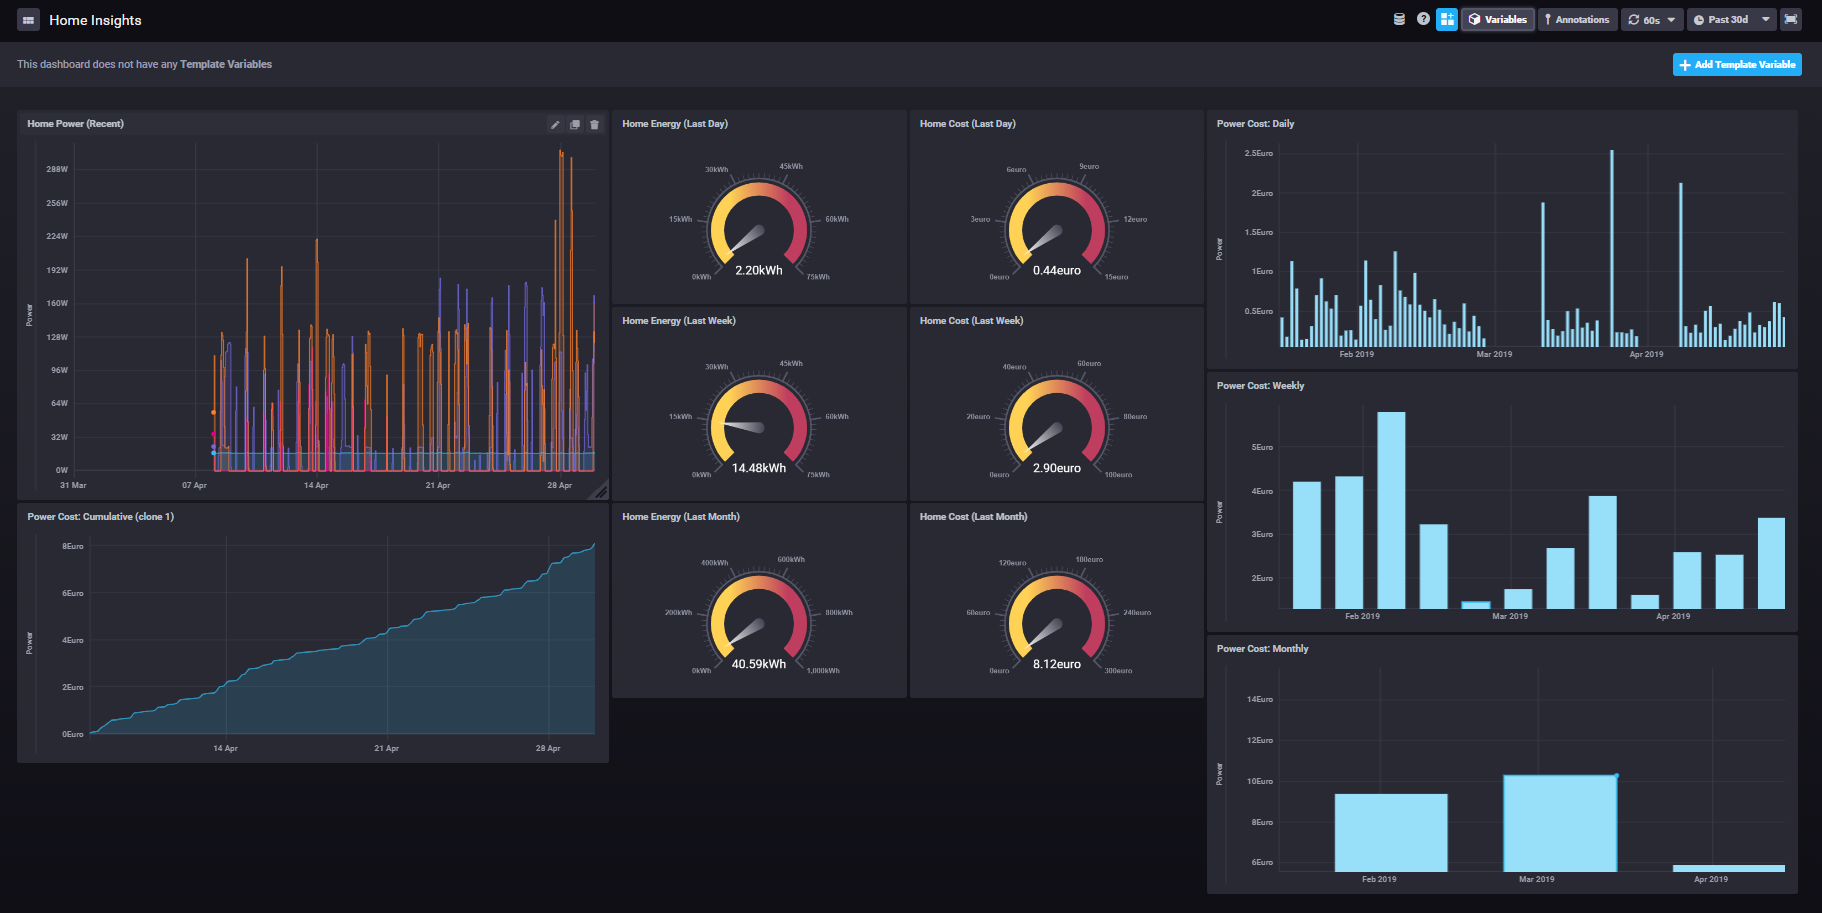 Home Insights
Variables
Annotations
60s
Past 30d
This dashboard does not have any Template Variables
Add Template Variable
Home Power (Recent)
288W
256W
224W
192W
160W
128W
96W
64W
32W
0W
Power
31 Mar
07 Apr
14 Apr
21 Apr
28 Apr
Home Energy (Last Day)
0kWh
15kWh
30kWh
45kWh
60kWh
75kWh
2.20kWh
Home Cost (Last Day)
0euro
3euro
6euro
9euro
12euro
15euro
0.44euro
Power Cost: Daily
2.5Euro
2Euro
1.5Euro
1Euro
0.5Euro
Power
Feb 2019
Mar 2019
Apr 2019
Home Energy (Last Week)
0kWh
15kWh
30kWh
45kWh
60kWh
75kWh
14.48kWh
Home Cost (Last Week)
0euro
20euro
40euro
60euro
80euro
100euro
2.90euro
Power Cost: Weekly
5Euro
4Euro
3Euro
2Euro
Power
Feb 2019
Mar 2019
Apr 2019
Power Cost: Cumulative (clone 1)
8Euro
6Euro
4Euro
2Euro
0Euro
Power
14 Apr
21 Apr
28 Apr
Home Energy (Last Month)
0kWh
200kWh
400kWh
600kWh
800kWh
1,000kWh
40.59kWh
Home Cost (Last Month)
0euro
60euro
120euro
180euro
240euro
300euro
8.12euro
Power Cost: Monthly
14Euro
12Euro
10Euro
8Euro
6Euro
Power
Feb 2019
Mar 2019
Apr 2019